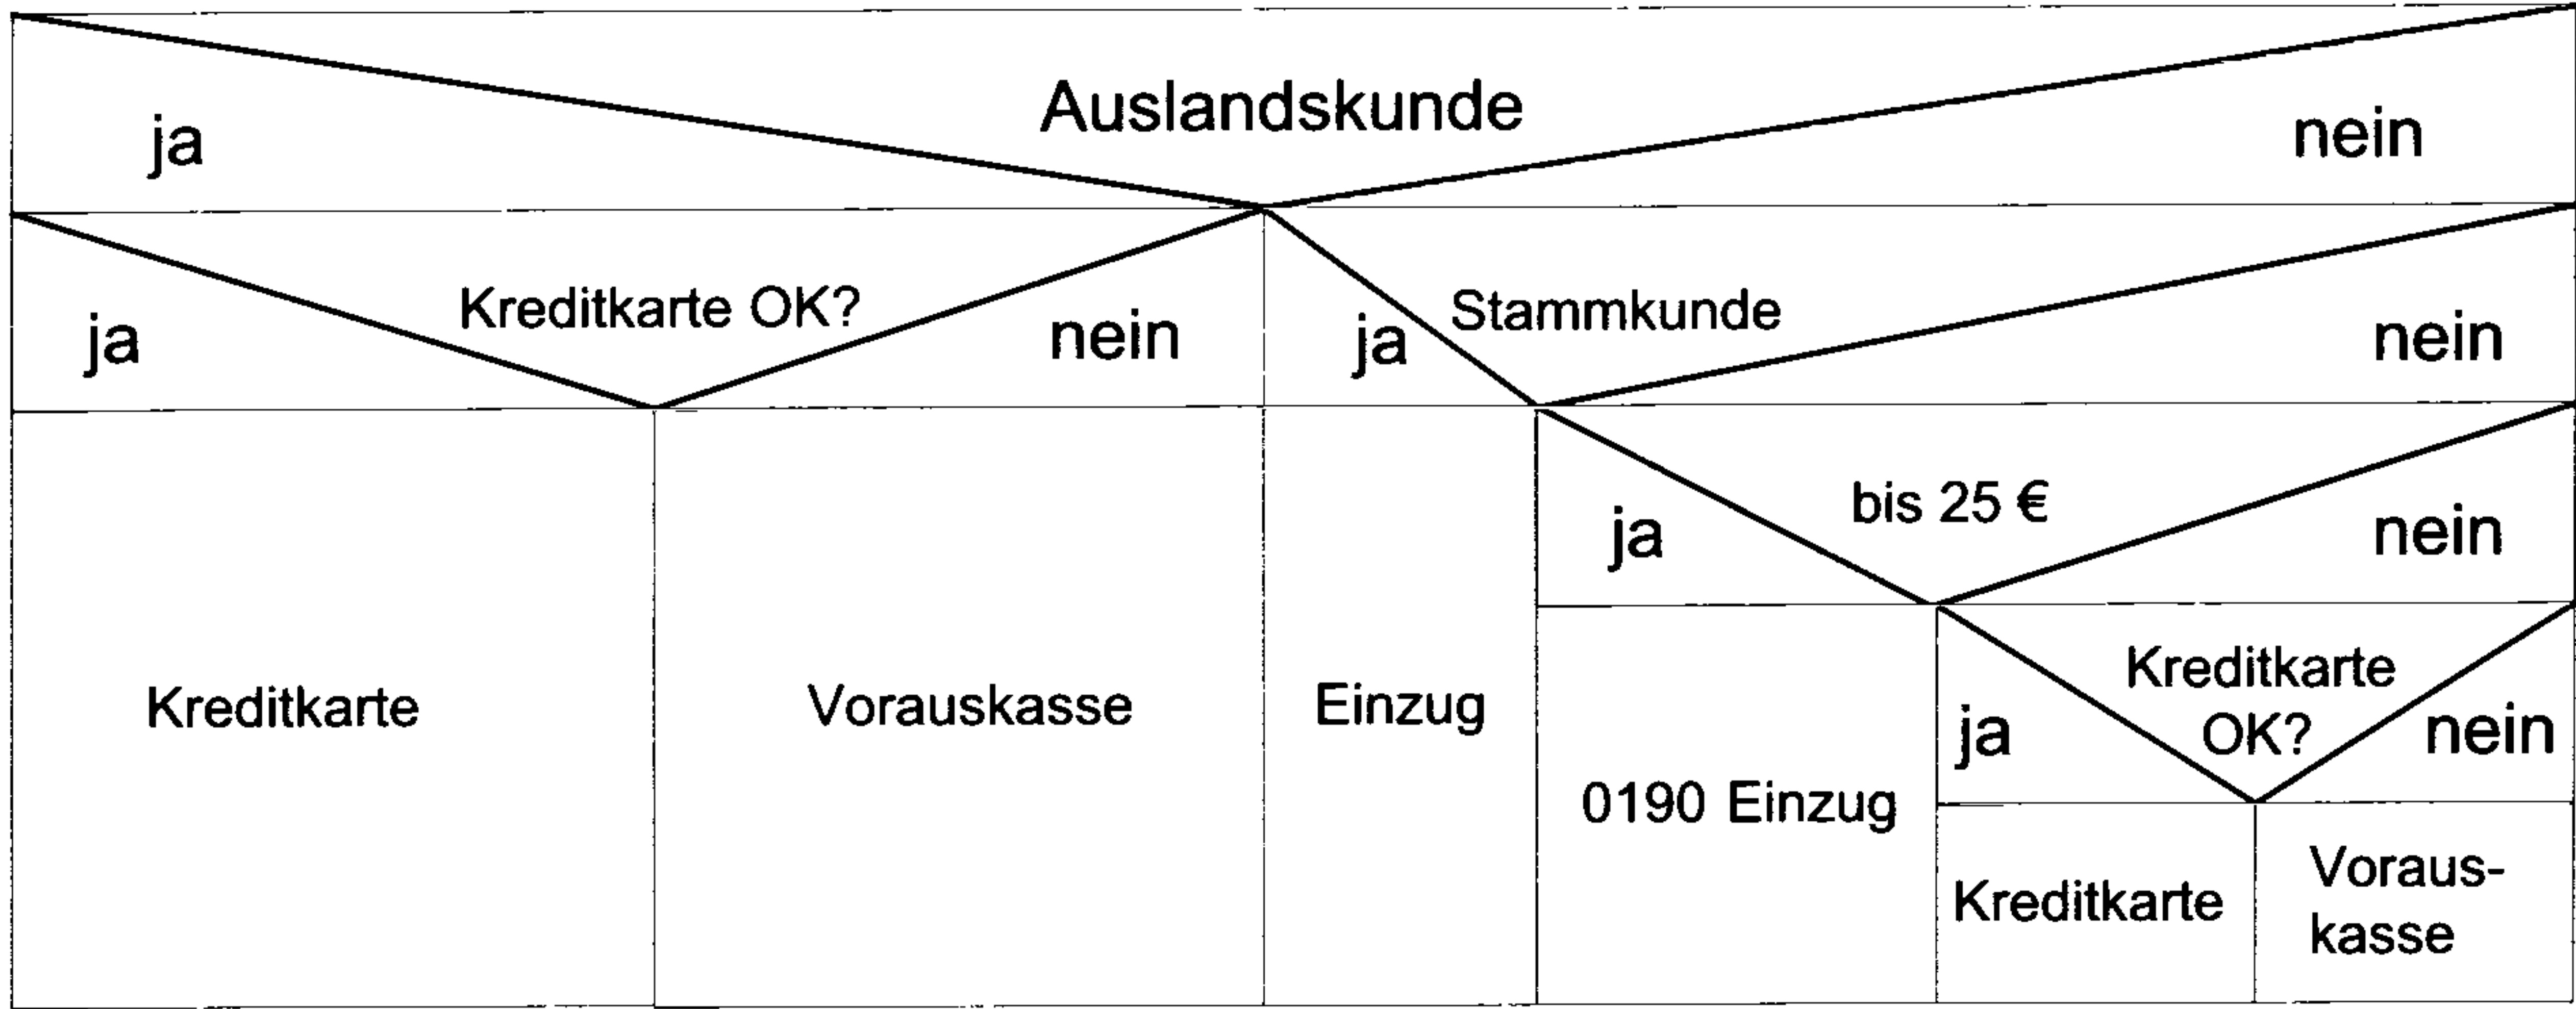 Auslandskunde
ja
nein
Kreditkarte OK?
ja
nein
Stammkunde
ja
nein
bis 25 €
ja
nein
Kreditkarte
OK?
ja
nein
Kreditkarte
Vorauskasse
Einzug
0190 Einzug
Kreditkarte
Voraus-
kasse